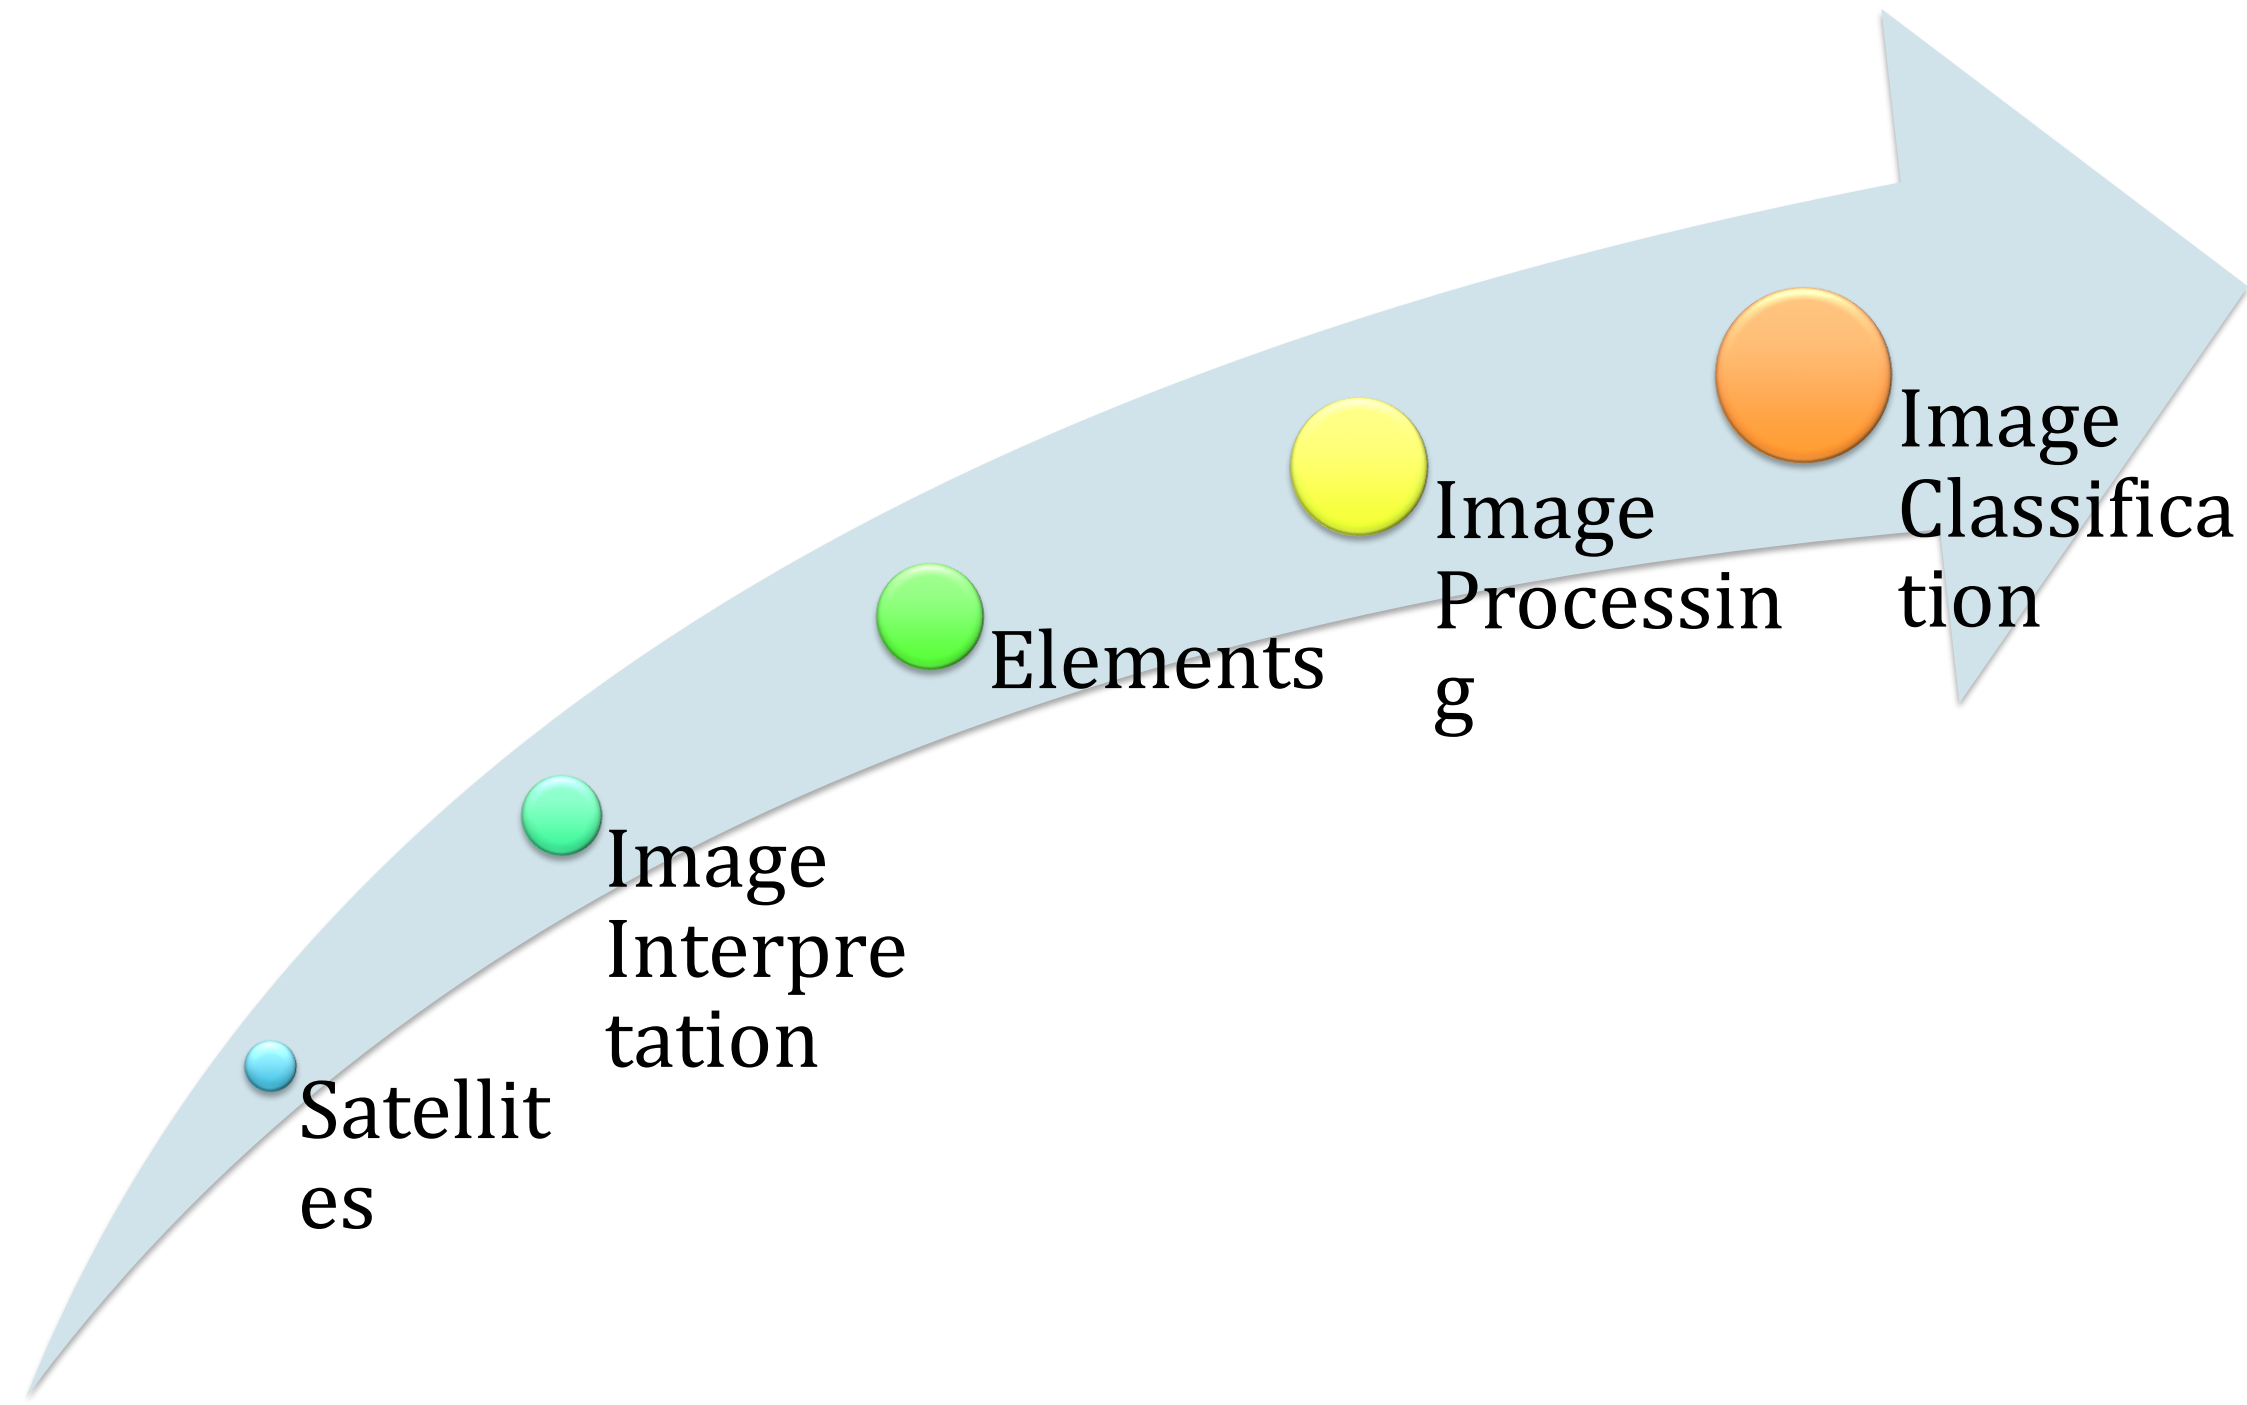 Satellit
es
Image
Interpre
tation
Elements
Image
Processin
g
Image
Classifica
tion